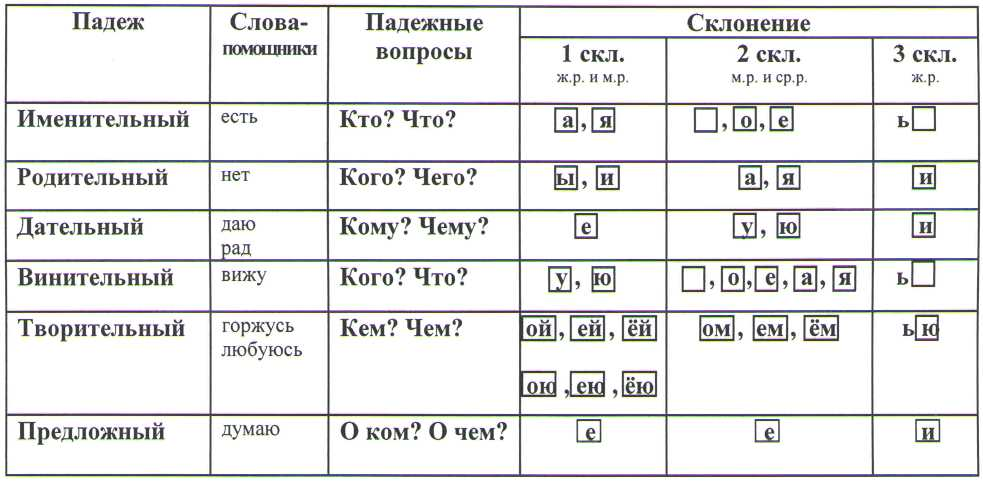 Падеж Слова- Падежные Склонение
помощники вопросы 1 скл. 2 скл. 3 скл.
ж.р. и м.р. м.р. и ср.р. ж.р.
Именительный есть Кто? Что? а, я , о, е ь
Родительный нет Кого? Чего? ы, и а, я и
Дательный даю Кому? Чему? е у, ю и
рад
Винительный вижу Кого? Что? у, ю , о, е, а, я ь
Творительный горжусь Кем? Чем? ой, ей, ёй ом, ем, ём ью
любуюсь
ою, ею, ёю
Предложный думаю О ком? О чем? е е и